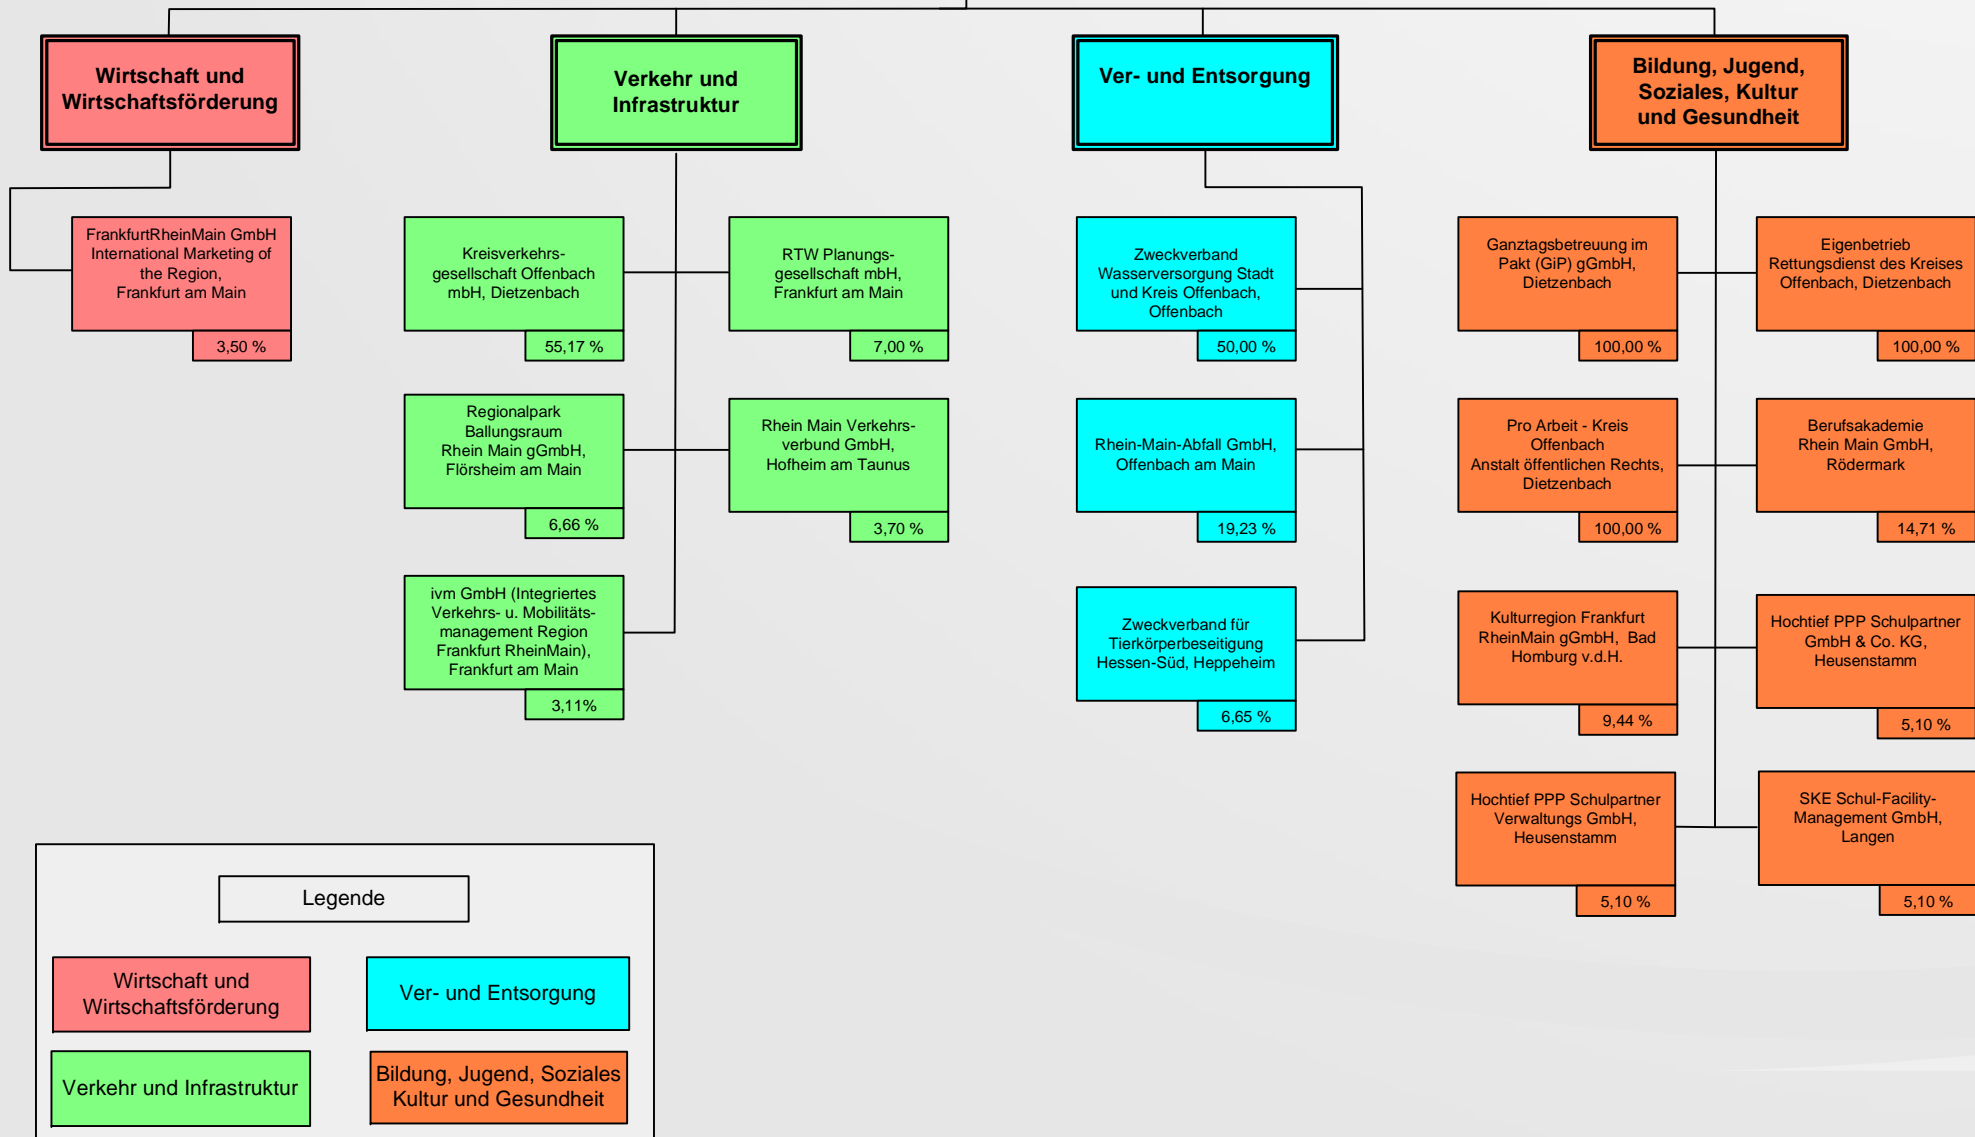 Wirtschaft und
Wirtschaftsförderung
FrankfurtRheinMain GmbH
International Marketing of
the Region,
Frankfurt am Main
3,50 %
Verkehr und
Infrastruktur
Kreisverkehrs-
gesellschaft Offenbach
mbH, Dietzenbach
55,17 %
RTW Planungs-
gesellschaft mbH,
Frankfurt am Main
7,00 %
Regionalpark
Ballungsraum
Rhein Main gGmbH,
Flörsheim am Main
6,66 %
Rhein Main Verkehrs-
verbund GmbH,
Hofheim am Taunus
3,70 %
ivm GmbH (Integriertes
Verkehrs- u. Mobilitäts-
management Region
Frankfurt RheinMain),
Frankfurt am Main
3,11%
Ver- und Entsorgung
Zweckverband
Wasserversorgung Stadt
und Kreis Offenbach,
Offenbach
50,00 %
Rhein-Main-Abfall GmbH,
Offenbach am Main
19,23 %
Zweckverband für
Tierkörperbeseitigung
Hessen-Süd, Heppeheim
6,65 %
Bildung, Jugend,
Soziales, Kultur
und Gesundheit
Ganztagsbetreuung im
Pakt (GiP) gGmbH,
Dietzenbach
100,00 %
Eigenbetrieb
Rettungsdienst des Kreises
Offenbach, Dietzenbach
100,00 %
Pro Arbeit - Kreis
Offenbach
Anstalt öffentlichen Rechts,
Dietzenbach
100,00 %
Berufsakademie
Rhein Main GmbH,
Rödermark
14,71 %
Kulturregion Frankfurt
RheinMain gGmbH, Bad
Homburg v.d.H.
9,44 %
Hochtief PPP Schulpartner
GmbH & Co. KG,
Heusenstamm
5,10 %
Hochtief PPP Schulpartner
Verwaltungs GmbH,
Heusenstamm
5,10 %
SKE Schul-Facility-
Management GmbH,
Langen
5,10 %
Legende
Wirtschaft und
Wirtschaftsförderung
Ver- und Entsorgung
Verkehr und Infrastruktur
Bildung, Jugend, Soziales
Kultur und Gesundheit